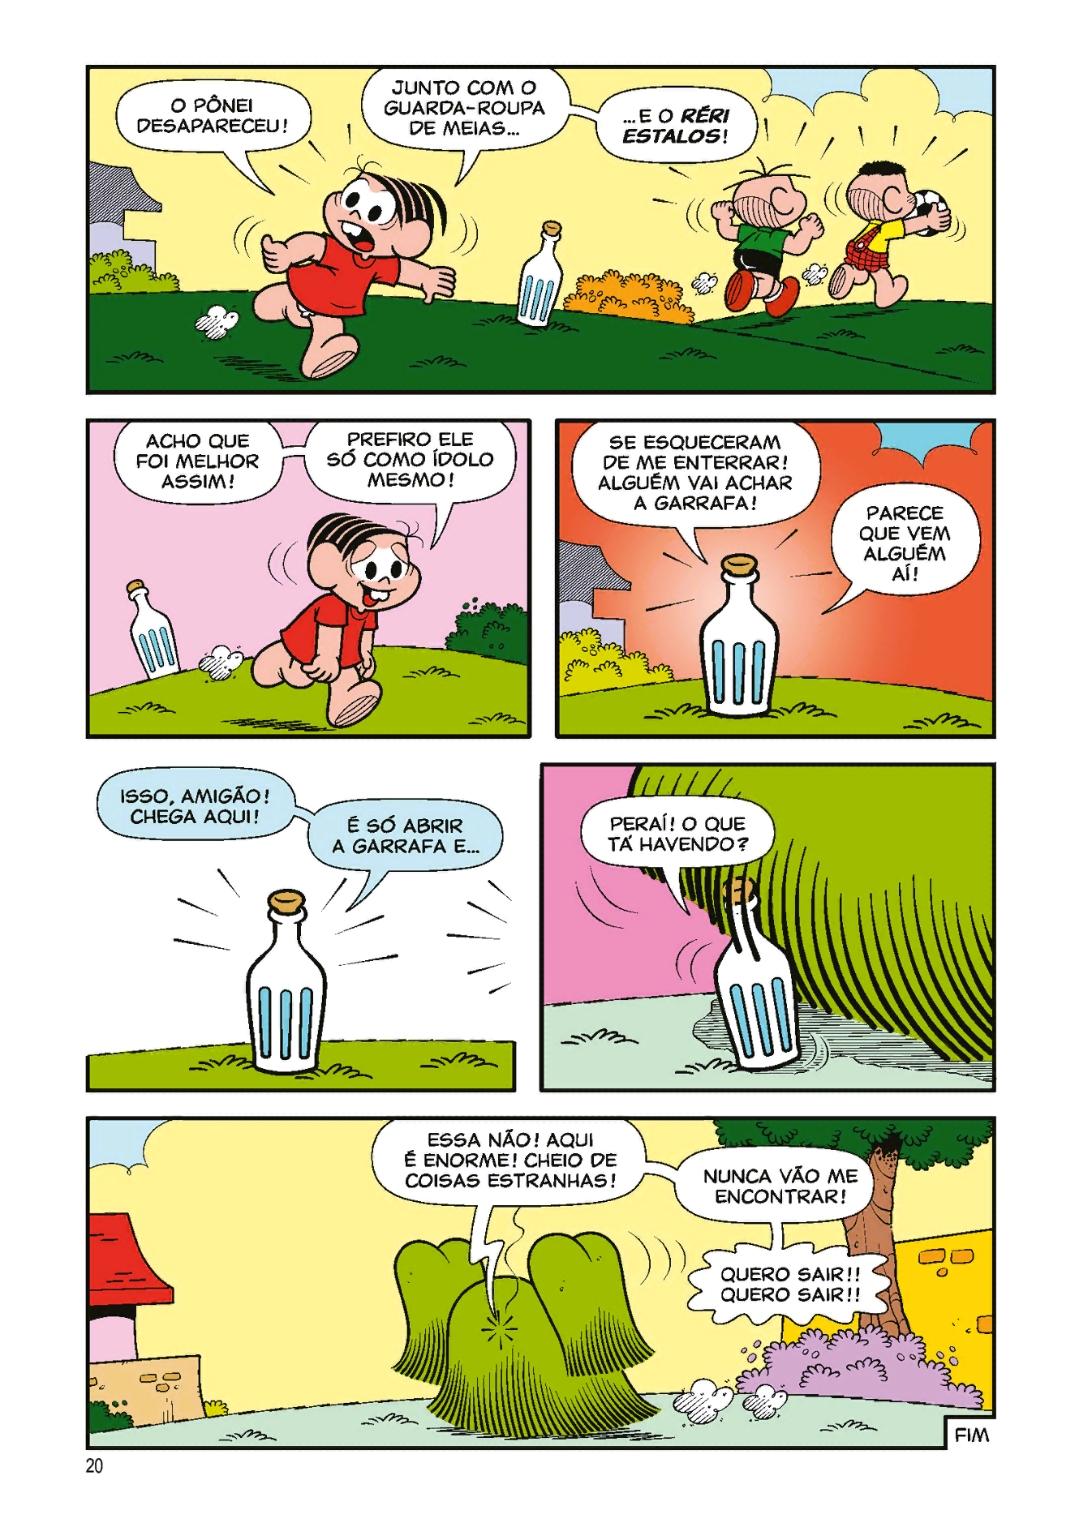 O PÔNEI
DESAPARECEU!
JUNTO COM O
GUARDA-ROUPA
DE MEIAS...
...E O RÉRI
ESTALOS!
ACHO QUE
FOI MELHOR
ASSIM!
PREFIRO ELE
SÓ COMO ÍDOLO
MESMO!
SE ESQUECERAM
DE ME ENTERRAR!
ALGUÉM VAI ACHAR
A GARRAFA!
PARECE
QUE VEM
ALGUÉM
AÍ!
ISSO, AMIGÃO!
CHEGA AQUI!
É SÓ ABRIR
A GARRAFA E...
PERAÍ! O QUE
TÁ HAVENDO?
ESSA NÃO! AQUI
É ENORME! CHEIO DE
COISAS ESTRANHAS!
NUNCA VÃO ME
ENCONTRAR!
QUERO SAIR!!
QUERO SAIR!!
FIM
20